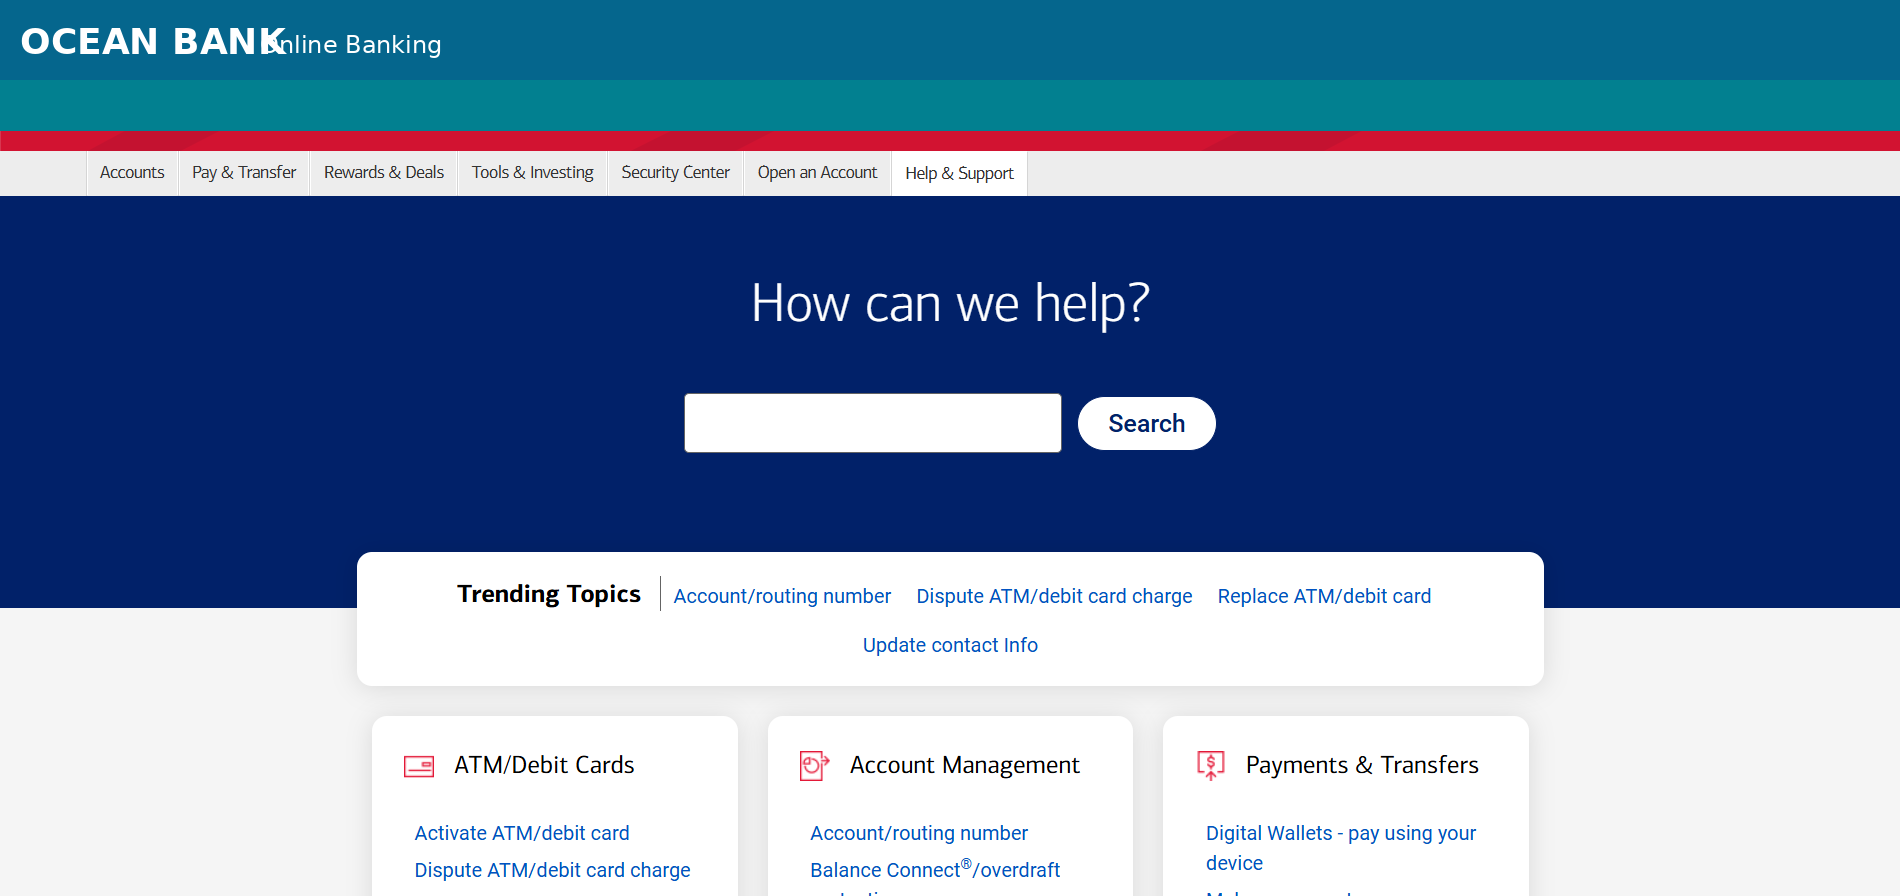 OCEAN BANK Online Banking
Accounts Pay & Transfer Rewards & Deals Tools & Investing Security Center Open an Account Help & Support
How can we help?
Search
Trending Topics Account/routing number Dispute ATM/debit card charge Replace ATM/debit card
Update contact Info
ATM/Debit Cards Account Management Payments & Transfers
Activate ATM/debit card Account/routing number Digital Wallets - pay using your
device
Dispute ATM/debit card charge Balance Connect®/overdraft